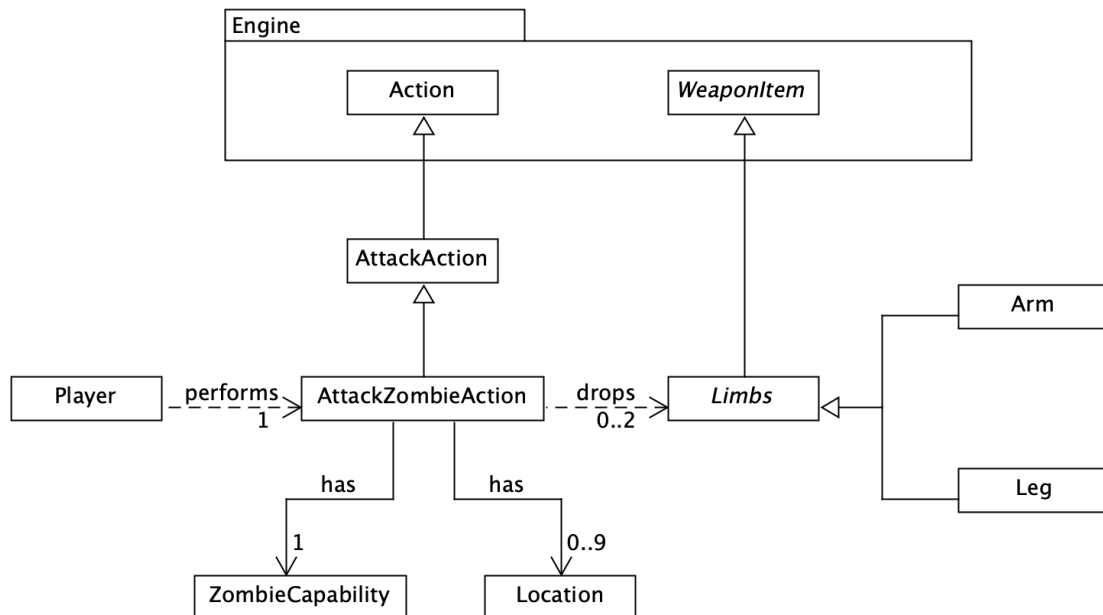 Engine
Action
WeaponItem
AttackAction
Arm
Player
performs
1
AttackZombieAction
drops
0..2
Limbs
Leg
has
1
has
0..9
ZombieCapability
Location